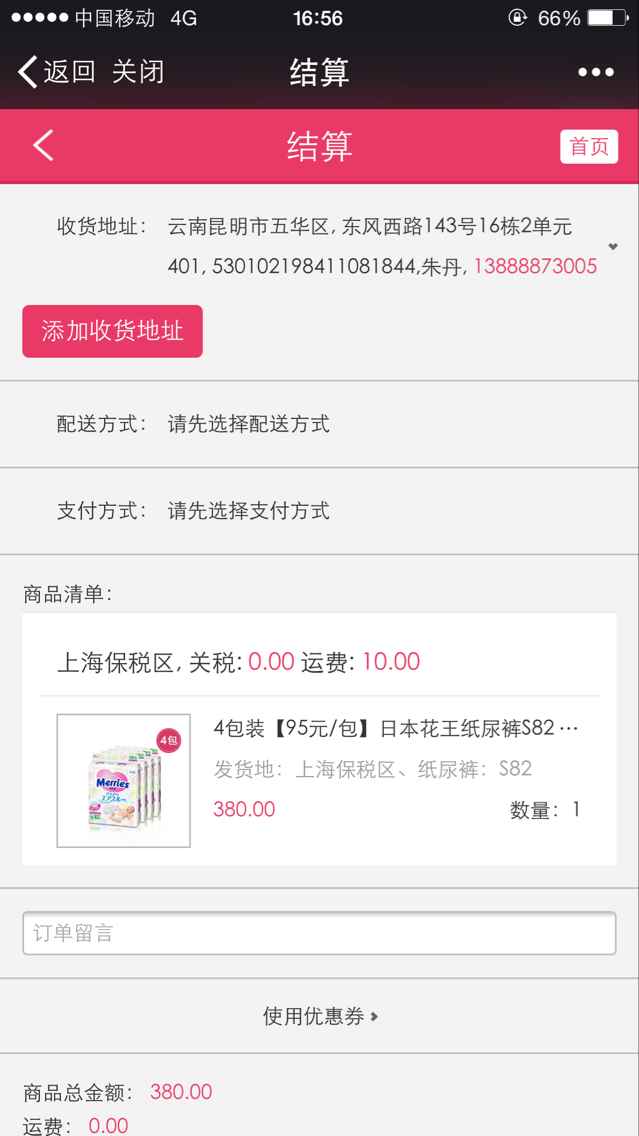 中国移动 4G 16:56 66%
返回 关闭 结算
结算 首页
收货地址： 云南昆明市五华区, 东风西路143号16栋2单元
401, 530102198411081844,朱丹, 13888873005
添加收货地址
配送方式： 请先选择配送方式
支付方式： 请先选择支付方式
商品清单：
上海保税区, 关税: 0.00 运费: 10.00
4包
Merries
4包装【95元/包】日本花王纸尿裤S82 …
发货地：上海保税区、纸尿裤：S82
380.00 数量：1
订单留言
使用优惠券
商品总金额： 380.00
运费： 0.00